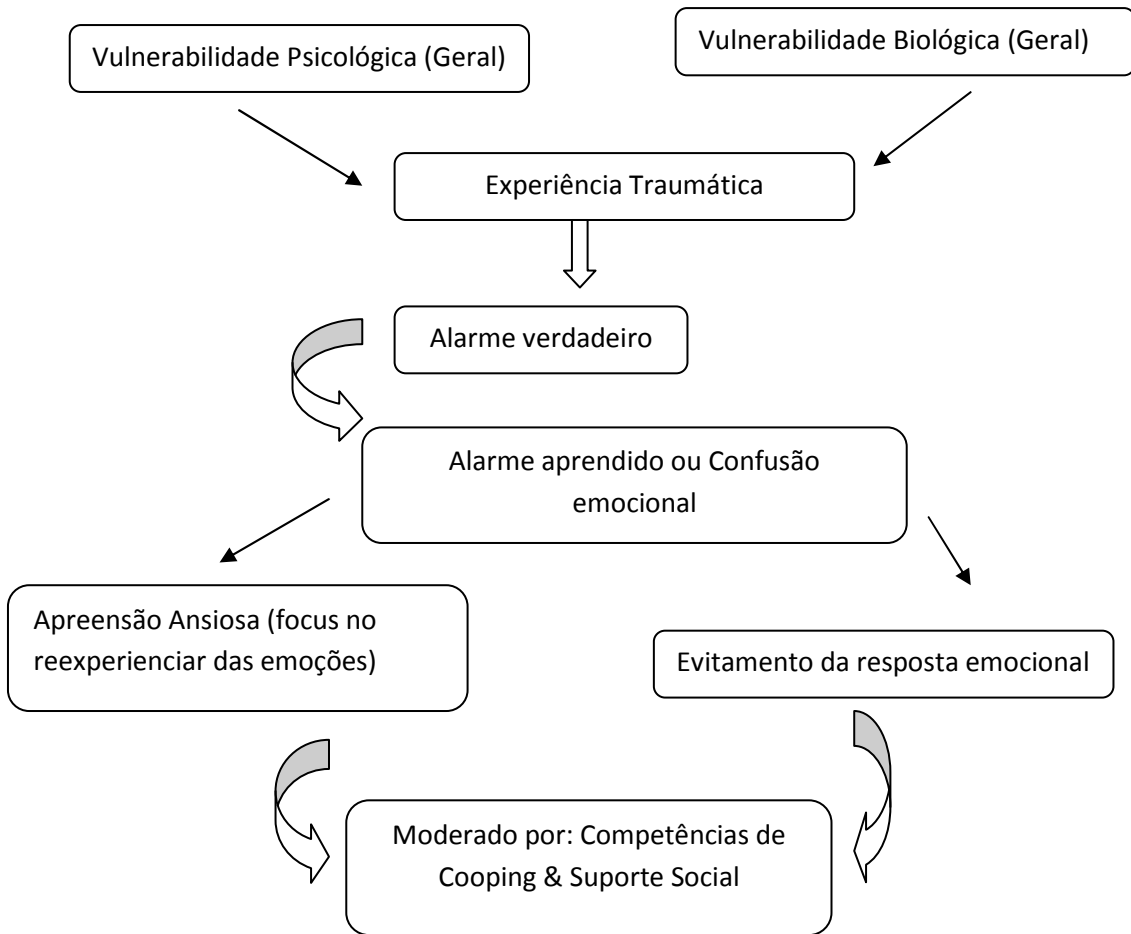 Vulnerabilidade Psicológica (Geral)
Vulnerabilidade Biológica (Geral)
Experiência Traumática
Alarme verdadeiro
Alarme aprendido ou Confusão
emocional
Apreensão Ansiosa (focus no
reexperienciar das emoções)
Evitamento da resposta emocional
Moderado por: Competências de
Cooping & Suporte Social